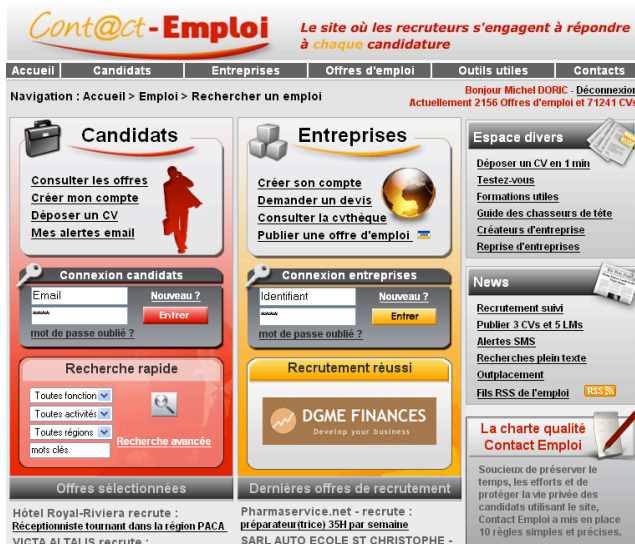 Cont@ct-Emploi
Le site où les recruteurs s'engagent à répondre
à chaque candidature
Accueil Candidats Entreprises Offres d'emploi Outils utiles Contacts
Navigation : Accueil > Emploi > Rechercher un emploi
Bonjour Michel DORIC - Déconnexion
Actuellement 2156 Offres d'emploi et 71241 CVs
Candidats
Consulter les offres
Créer mon compte
Déposer un CV
Mes alertes email
Connexion candidats
Email Nouveau ?
**** Entrer
mot de passe oublié ?
Recherche rapide
Toutes fonction
Toutes activités
Toutes régions
mots clés
Recherche avancée
Offres sélectionnées
Hôtel Royal-Riviera recrute :
Réceptionniste tournant dans la région PACA
VICTA ALTALIS recrute :
Entreprises
Créer son compte
Demander un devis
Consulter la cvthèque
Publier une offre d'emploi
Connexion entreprises
Identifiant Nouveau ?
**** Entrer
mot de passe oublié ?
Recrutement réussi
DGME FINANCES
Develop your business
Dernières offres de recrutement
Pharmaservice.net - recrute :
préparateur(trice) 35H par semaine
SARL AUTO ECOLE ST CHRISTOPHE -
Espace divers
Déposer un CV en 1 min
Testez-vous
Formations utiles
Guide des chasseurs de tête
Créateurs d'entreprise
Reprise d'entreprises
News
Recrutement suivi
Publier 3 CVs et 5 LMs
Alertes SMS
Recherches plein texte
Outplacement
Fils RSS de l'emploi RSS
La charte qualité
Contact Emploi
Soucieux de préserver le
temps, les efforts et de
protéger la vie privée des
candidats utilisant le site,
Contact Emploi a mis en place
10 règles simples et précises.